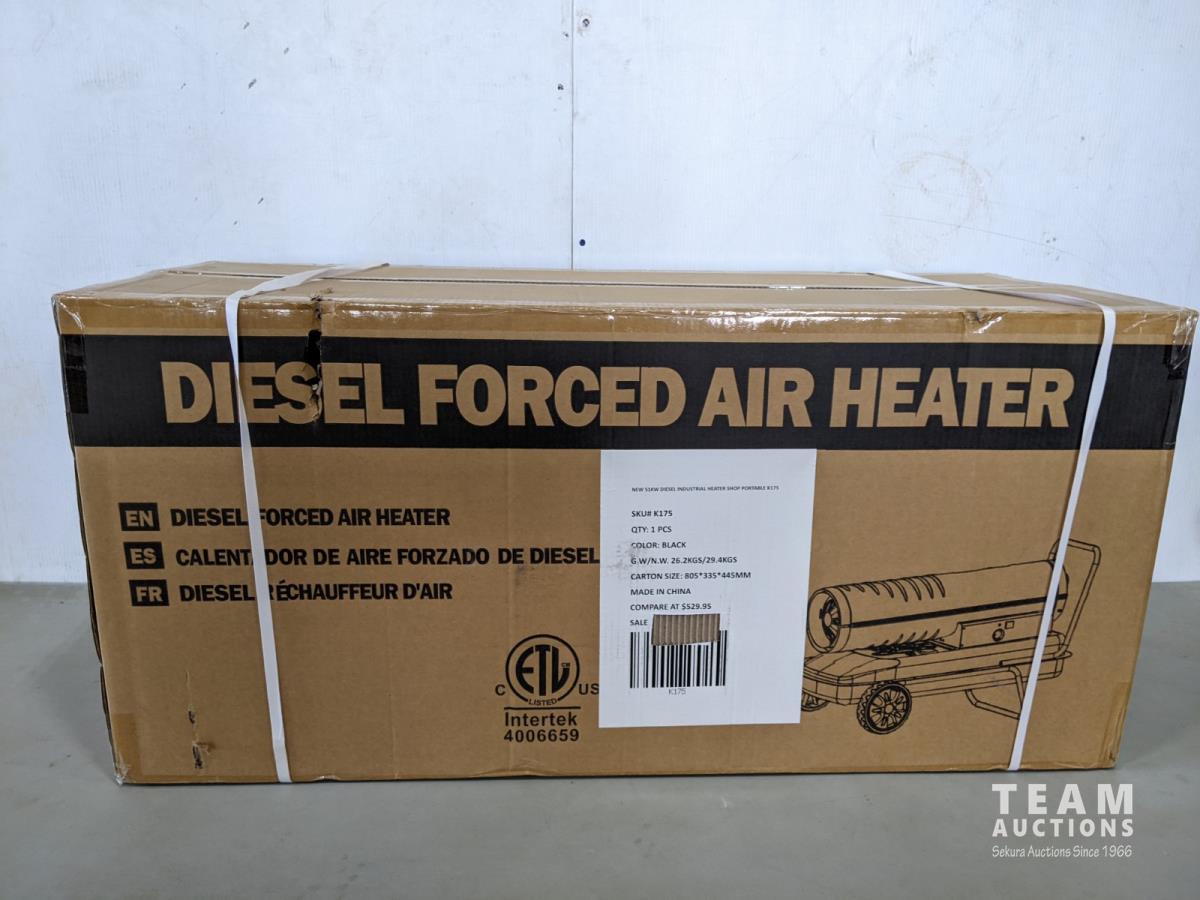 DIESEL FORCED AIR HEATER
EN DIESEL FORCED AIR HEATER
ES CALENTADOR DE AIRE FORZADO DE DIESEL
FR DIESEL RÉCHAUFFEUR D'AIR
NEW 51KW DIESEL INDUSTRIAL HEATER SHOP PORTABLE K175
SKU# K175
QTY: 1 PCS
COLOR: BLACK
G.W/N.W. 26.2KGS/29.4KGS
CARTON SIZE: 805*335*445MM
MADE IN CHINA
COMPARE AT $529.95
SALE
K175
C ETL CM US
LISTED
Intertek
4006659
TEAM
AUCTIONS
Sekura Auctions Since 1966